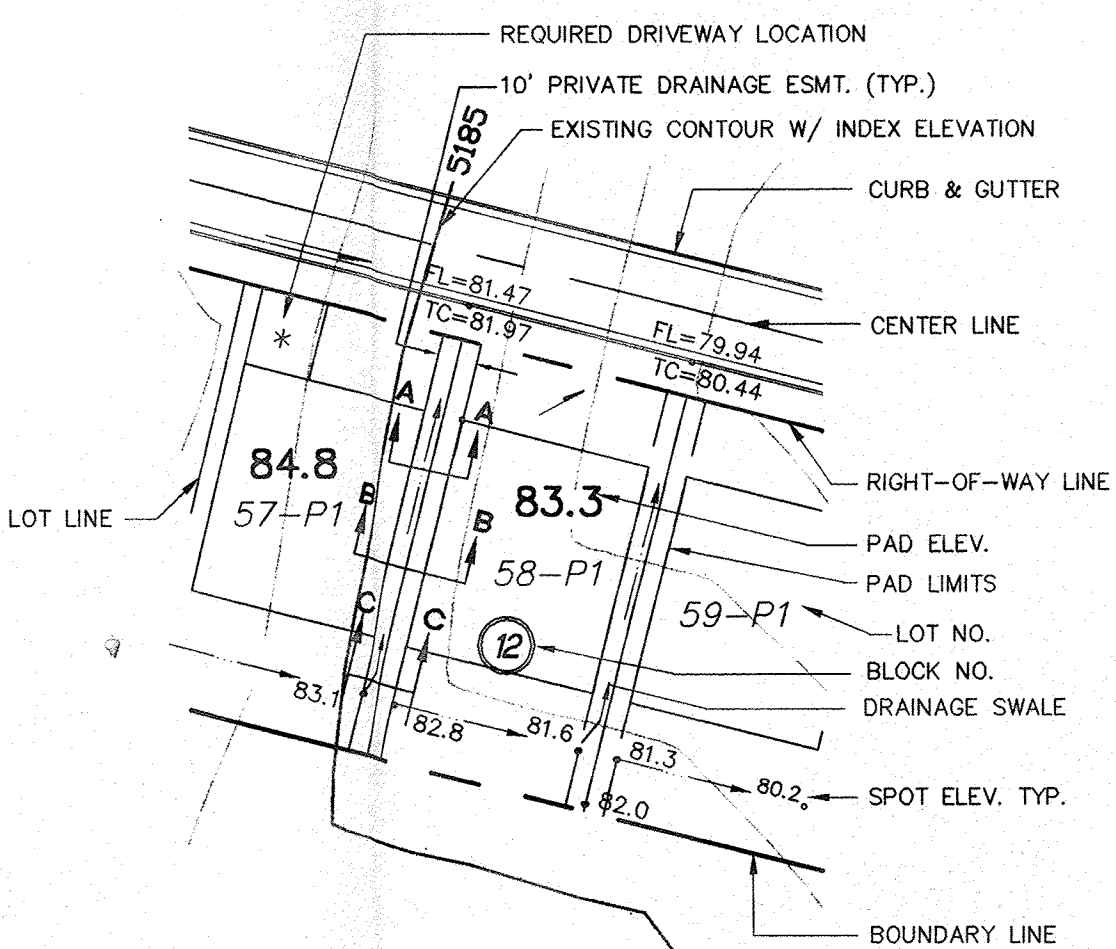 REQUIRED DRIVEWAY LOCATION
10' PRIVATE DRAINAGE ESMT. (TYP.)
5185
EXISTING CONTOUR W/ INDEX ELEVATION
CURB & GUTTER
FL=81.47
TC=81.97
CENTER LINE
FL=79.94
TC=80.44
*
A
A
84.8
RIGHT-OF-WAY LINE
83.3
B
57-P1
LOT LINE
B
PAD ELEV.
58-P1
PAD LIMITS
C
59-P1
C
LOT NO.
12
BLOCK NO.
83.1
DRAINAGE SWALE
82.8
81.6
81.3
80.2
SPOT ELEV. TYP.
82.0
BOUNDARY LINE